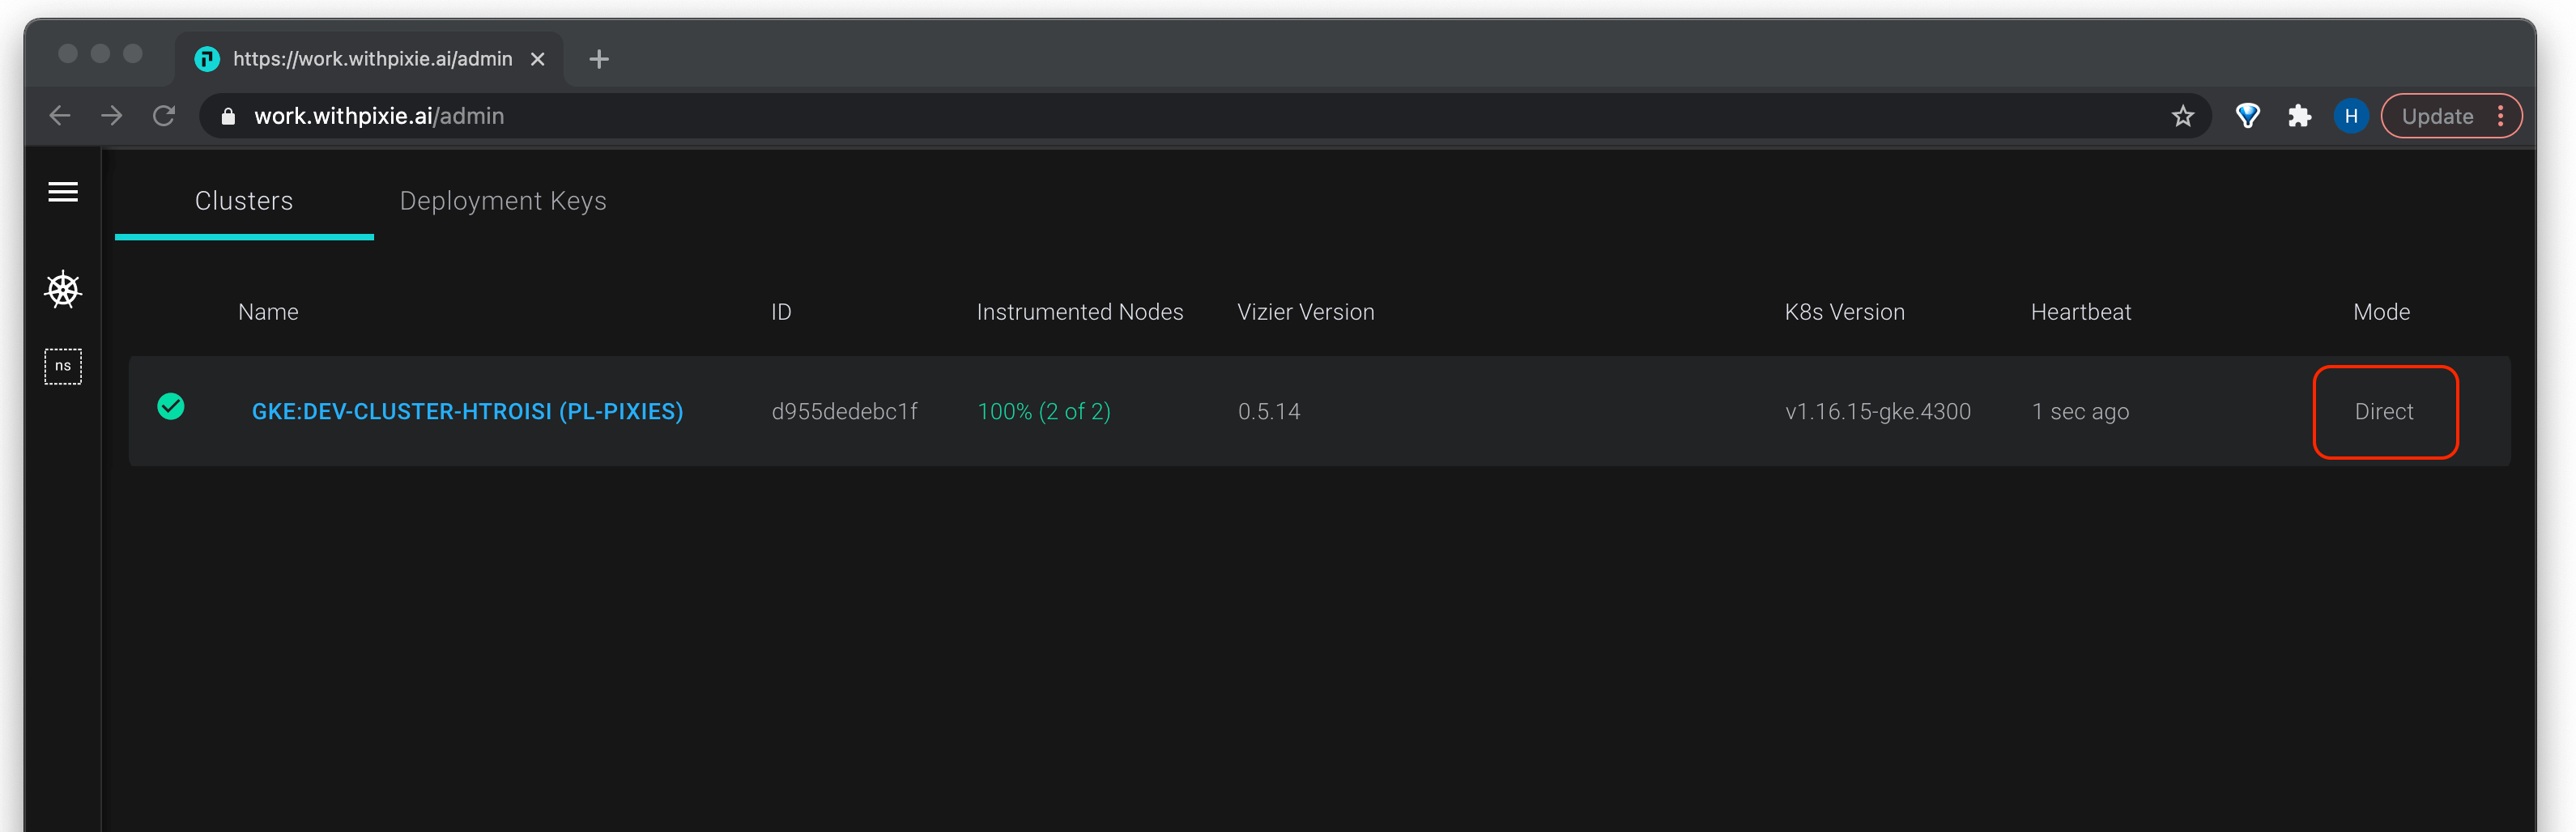 https://work.withpixie.ai/admin
work.withpixie.ai/admin
H
Update
Clusters
Deployment Keys
Name ID Instrumented Nodes Vizier Version K8s Version Heartbeat Mode
ns
GKE:DEV-CLUSTER-HTROISI (PL-PIXIES) d955dedebc1f 100% (2 of 2) 0.5.14 v1.16.15-gke.4300 1 sec ago Direct